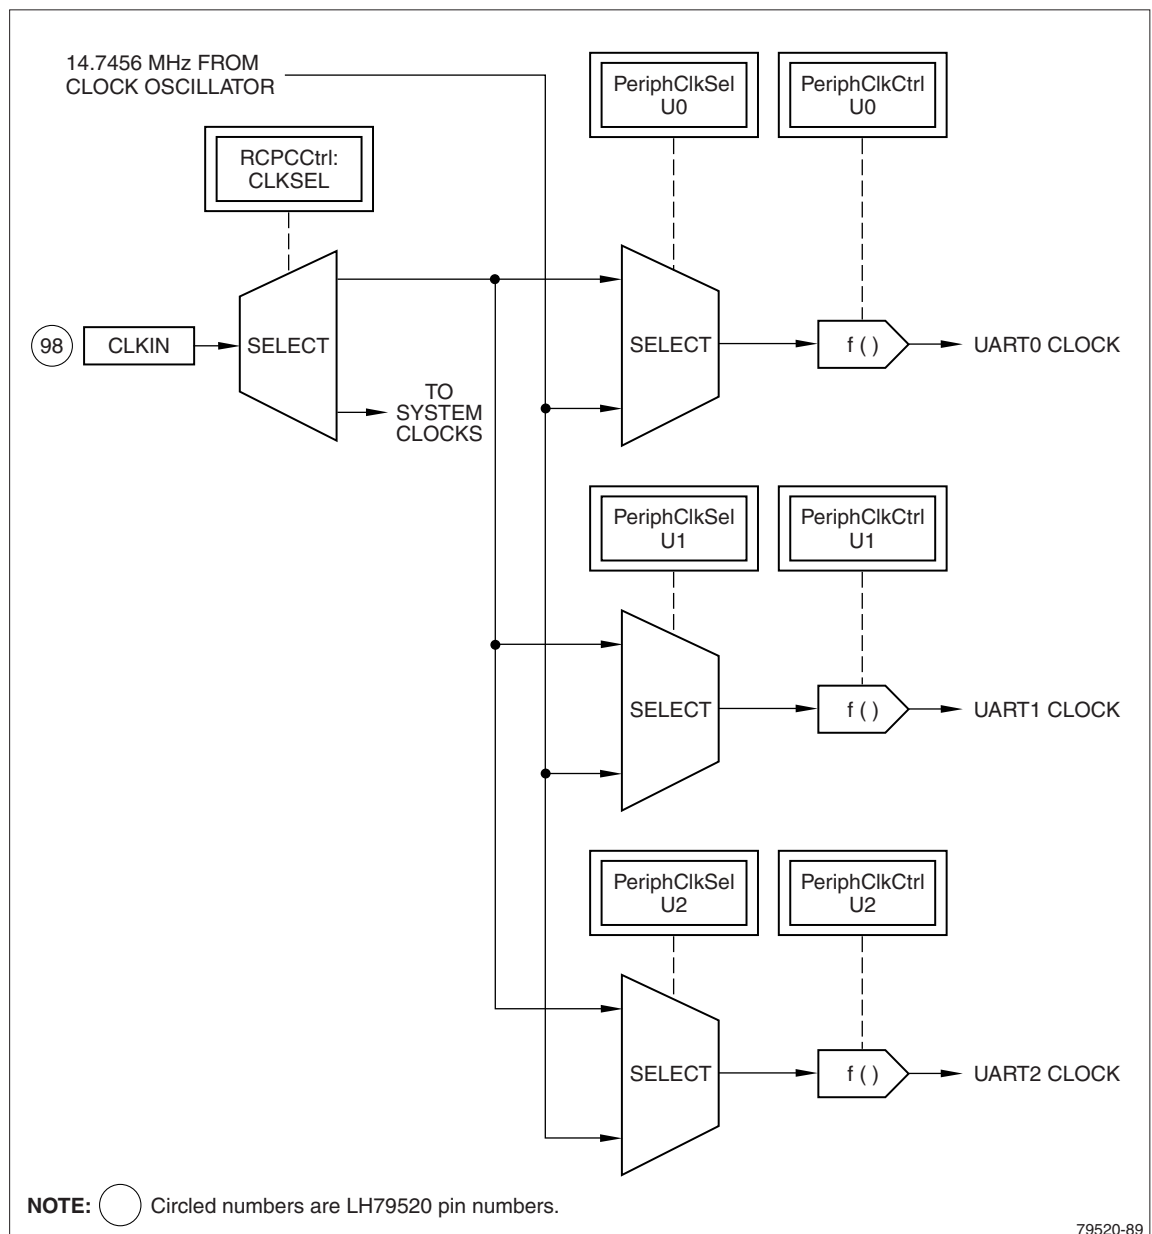 14.7456 MHz FROM
CLOCK OSCILLATOR
PeriphClkSel
U0
PeriphClkCtrl
U0
RCPCCtrl:
CLKSEL
98
CLKIN
SELECT
TO
SYSTEM
CLOCKS
SELECT
f ( )
UART0 CLOCK
PeriphClkSel
U1
PeriphClkCtrl
U1
SELECT
f ( )
UART1 CLOCK
PeriphClkSel
U2
PeriphClkCtrl
U2
SELECT
f ( )
UART2 CLOCK
NOTE: Circled numbers are LH79520 pin numbers.
79520-89